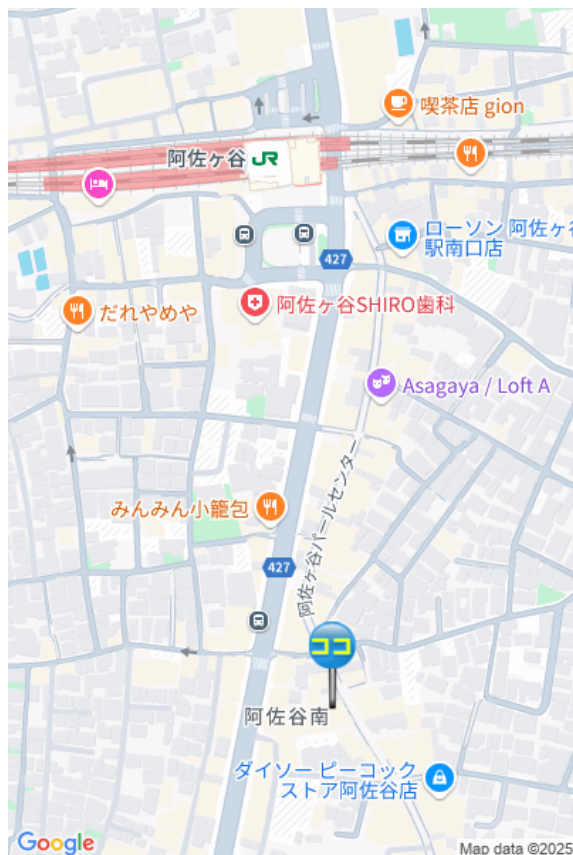 喫茶店 gion
阿佐ヶ谷 JR
ローソン 阿佐ヶ谷
駅南口店
427
だれやめや
阿佐ヶ谷SHIRO歯科
Asagaya / Loft A
阿佐ヶ谷パールセンター
みんみん小籠包
427
ココ
阿佐谷南
ダイソー ピーコック
ストア阿佐谷店
Google
Map data ©2025